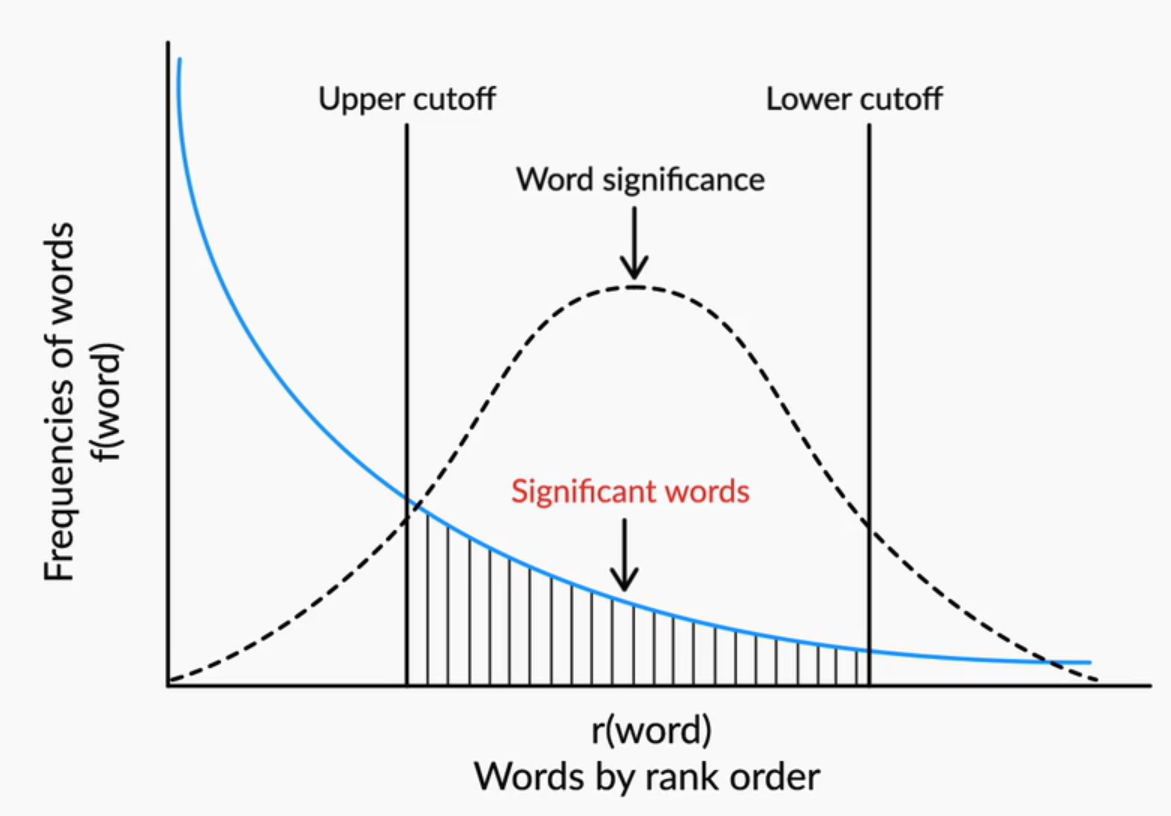 Upper cutoff
Lower cutoff
Word significance
Frequencies of words
f(word)
Significant words
r(word)
Words by rank order